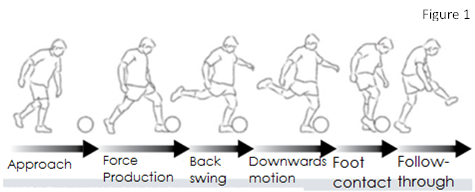 Figure 1
Approach
Force
Production
Back
swing
Downwards
motion
Foot
contact
Follow-
through